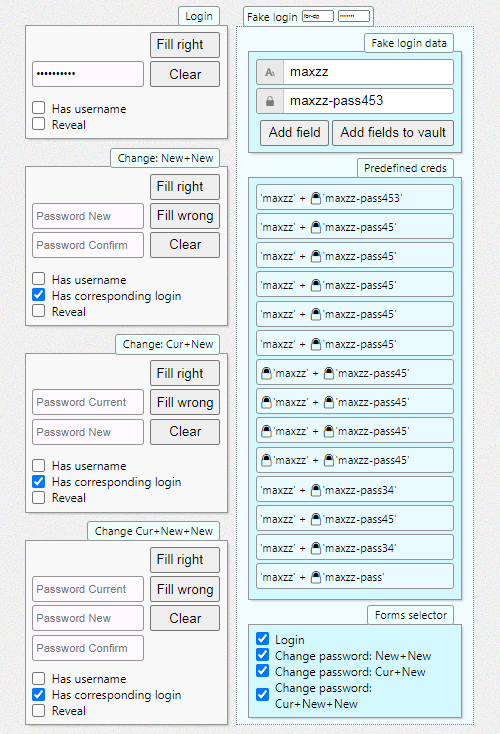 Login
Fill right
••••••••••
Clear
Has username
Reveal
Change: New+New
Fill right
Password New
Fill wrong
Password Confirm
Clear
Has username
Has corresponding login
Reveal
Change: Cur+New
Fill right
Password Current
Fill wrong
Password New
Clear
Has username
Has corresponding login
Reveal
Change Cur+New+New
Fill right
Password Current
Fill wrong
Password New
Clear
Password Confirm
Has username
Has corresponding login
Reveal
Fake login for-dp ••••••
Fake login data
maxzz
maxzz-pass453
Add field
Add fields to vault
Predefined creds
'maxzz' + 'maxzz-pass453'
'maxzz' + 'maxzz-pass45'
'maxzz' + 'maxzz-pass45'
'maxzz' + 'maxzz-pass45'
'maxzz' + 'maxzz-pass45'
'maxzz' + 'maxzz-pass45'
'maxzz' + 'maxzz-pass45'
'maxzz' + 'maxzz-pass45'
'maxzz' + 'maxzz-pass45'
'maxzz' + 'maxzz-pass45'
'maxzz' + 'maxzz-pass34'
'maxzz' + 'maxzz-pass45'
'maxzz' + 'maxzz-pass34'
'maxzz' + 'maxzz-pass'
Forms selector
Login
Change password: New+New
Change password: Cur+New
Change password:
Cur+New+New